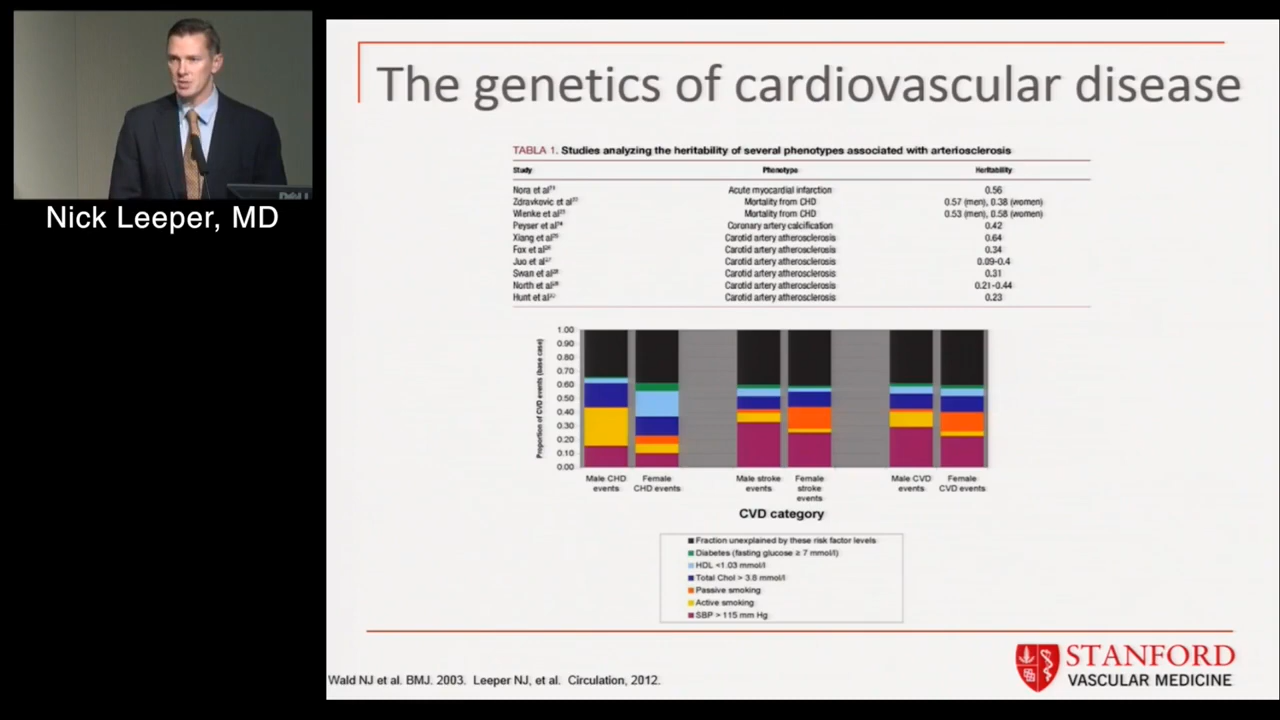 The genetics of cardiovascular disease
TABLA 1. Studies analyzing the heritability of several phenotypes associated with arteriosclerosis
Study Phenotype Heritability
Nora et al Acute myocardial infarction 0.56
Zdravkovic et al Mortality from CHD 0.57 (men), 0.38 (women)
Wienke et al Mortality from CHD 0.53 (men), 0.58 (women)
Peyser et al Coronary artery calcification 0.42
Xiang et al Carotid artery atherosclerosis 0.64
Fox et al Carotid artery atherosclerosis 0.34
Juo et al Carotid artery atherosclerosis 0.09-0.4
Swan et al Carotid artery atherosclerosis 0.31
North et al Carotid artery atherosclerosis 0.21-0.44
Hunt et al Carotid artery atherosclerosis 0.23
Proportion of CVD events (base case)
1.00
0.90
0.80
0.70
0.60
0.50
0.40
0.30
0.20
0.10
0.00
Male CHD events
Female CHD events
Male stroke events
Female stroke events
Male CVD events
Female CVD events
CVD category
Fraction unexplained by these risk factor levels
Diabetes (fasting glucose ≥ 7 mmol/l)
HDL <1.03 mmol/l
Total Chol > 3.8 mmol/l
Passive smoking
Active smoking
SBP > 115 mm Hg
Wald NJ et al. BMJ. 2003. Leeper NJ, et al. Circulation, 2012.
STANFORD
VASCULAR MEDICINE
DELL
Nick Leeper, MD